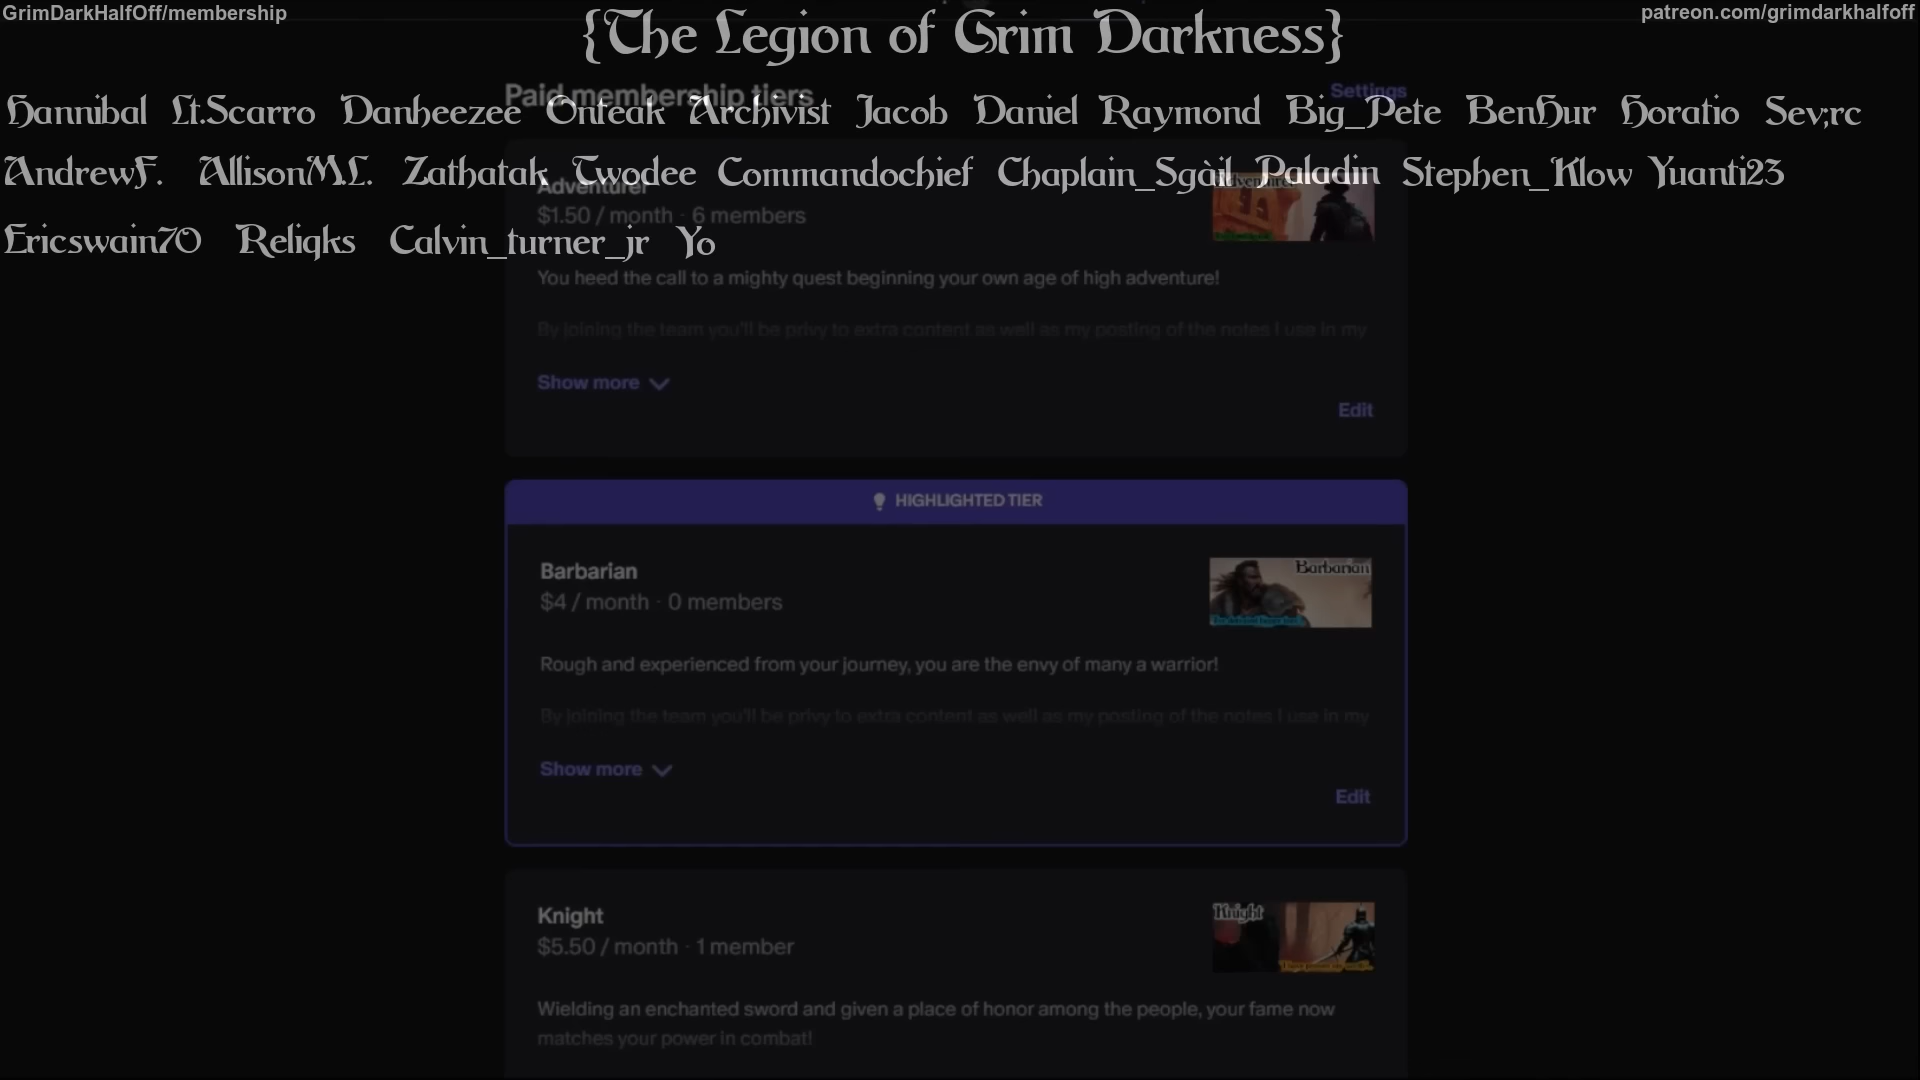 GrimDarkHalfOff/membership
patreon.com/grimdarkhalfoff
{The Legion of Grim Darkness}
Paid membership tiers
Settings
Hannibal Lt.Scarro Danheezee Onteak Archivist Jacob Daniel Raymond Big_Pete BenHur Horatio Sev;rc
AndrewF. AllisonM.L. Zathatak Twodee Commandochief Chaplain_Sgàil Paladin Stephen_Klow Yuanti23
Adventurer
Adventurer
$1.50 / month · 6 members
Ericswain70 Reliqks Calvin_turner_jr Yo
You heed the call to a mighty quest beginning your own age of high adventure!
By joining the team you'll be privy to extra content as well as my posting of the notes I use in my
Show more
Edit
HIGHLIGHTED TIER
Barbarian
Barbarian
$4 / month · 0 members
Rough and experienced from your journey, you are the envy of many a warrior!
By joining the team you'll be privy to extra content as well as my posting of the notes I use in my
Show more
Edit
Knight
Knight
$5.50 / month · 1 member
Wielding an enchanted sword and given a place of honor among the people, your fame now
matches your power in combat!